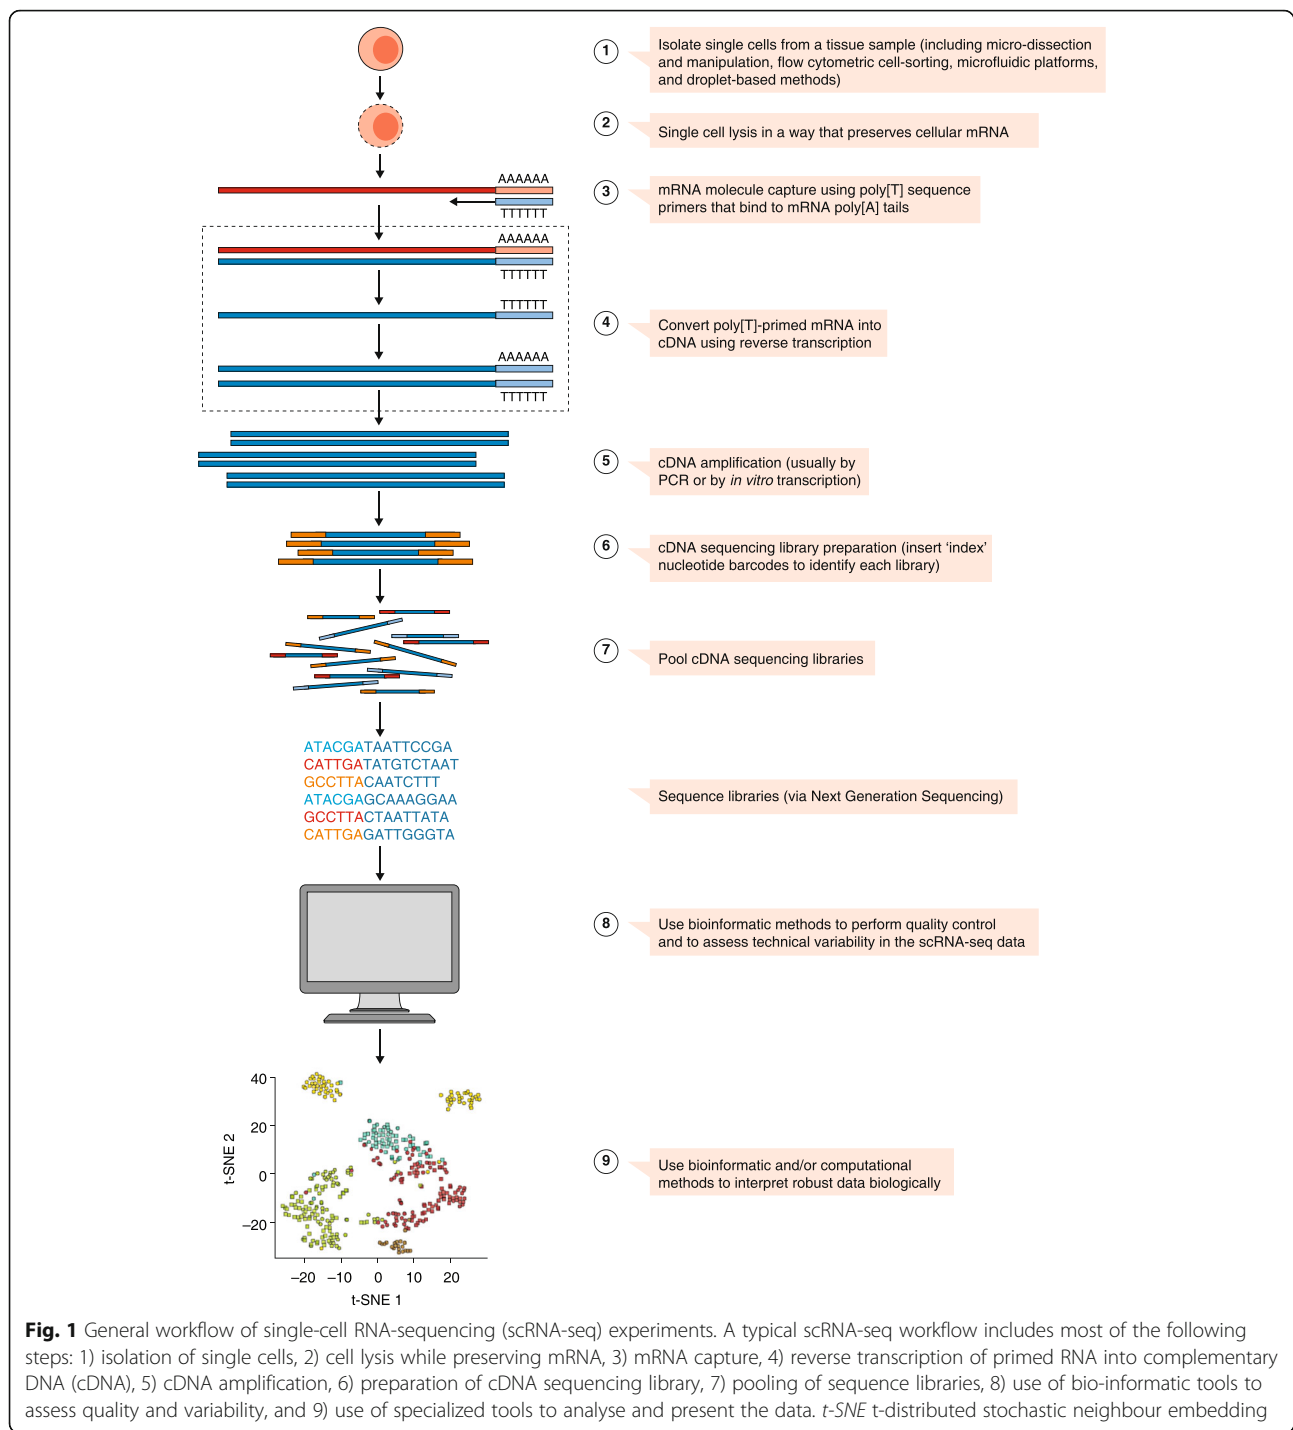 1
Isolate single cells from a tissue sample (including micro-dissection
and manipulation, flow cytometric cell-sorting, microfluidic platforms,
and droplet-based methods)
2
Single cell lysis in a way that preserves cellular mRNA
AAAAAA
TTTTTT
3
mRNA molecule capture using poly[T] sequence
primers that bind to mRNA poly[A] tails
AAAAAA
TTTTTT
TTTTTT
AAAAAA
TTTTTT
4
Convert poly[T]-primed mRNA into
cDNA using reverse transcription
5
cDNA amplification (usually by
PCR or by in vitro transcription)
6
cDNA sequencing library preparation (insert ‘index’
nucleotide barcodes to identify each library)
7
Pool cDNA sequencing libraries
ATACGATAATTCCGA
CATTGATATGTCTAAT
GCCTTACAATCTTT
ATACGAGCAAAGGAA
GCCTTACTAATTATA
CATTGAGATTGGGTA
Sequence libraries (via Next Generation Sequencing)
8
Use bioinformatic methods to perform quality control
and to assess technical variability in the scRNA-seq data
40
20
0
–20
t-SNE 2
–20 –10 0 10 20
t-SNE 1
9
Use bioinformatic and/or computational
methods to interpret robust data biologically
Fig. 1 General workflow of single-cell RNA-sequencing (scRNA-seq) experiments. A typical scRNA-seq workflow includes most of the following
steps: 1) isolation of single cells, 2) cell lysis while preserving mRNA, 3) mRNA capture, 4) reverse transcription of primed RNA into complementary
DNA (cDNA), 5) cDNA amplification, 6) preparation of cDNA sequencing library, 7) pooling of sequence libraries, 8) use of bio-informatic tools to
assess quality and variability, and 9) use of specialized tools to analyse and present the data. t-SNE t-distributed stochastic neighbour embedding